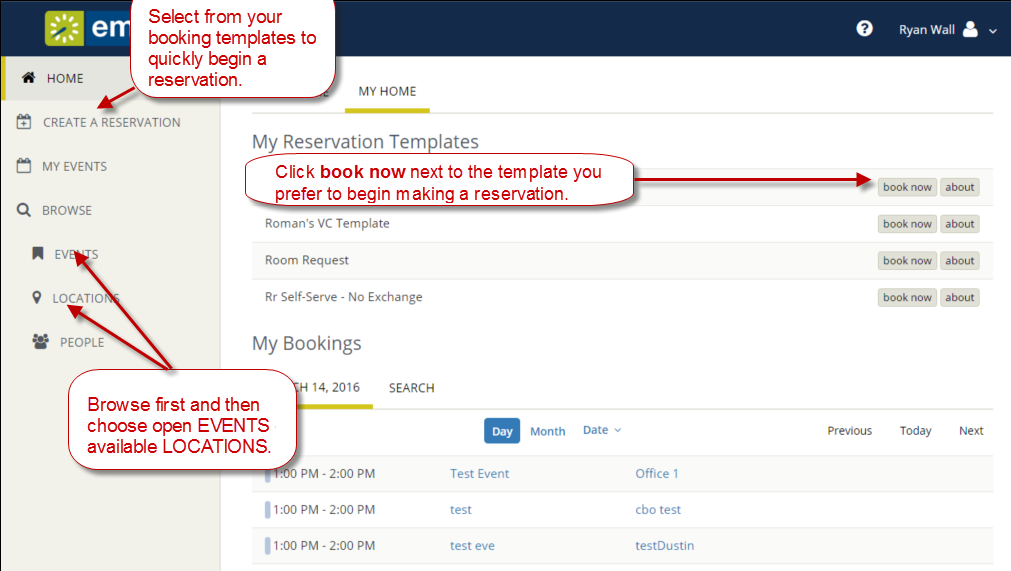 Select from your
booking templates to
quickly begin a
reservation.
em
Ryan Wall
HOME
CREATE A RESERVATION
MY EVENTS
BROWSE
EVENTS
LOCATIONS
PEOPLE
MY HOME
My Reservation Templates
Click book now next to the template you
prefer to begin making a reservation.
book now about
Roman's VC Template book now about
Room Request book now about
Rr Self-Serve - No Exchange book now about
My Bookings
Browse first and then
choose open EVENTS
available LOCATIONS.
CH 14, 2016 SEARCH
Day Month Date Previous Today Next
1:00 PM - 2:00 PM Test Event Office 1
1:00 PM - 2:00 PM test cbo test
1:00 PM - 2:00 PM test eve testDustin